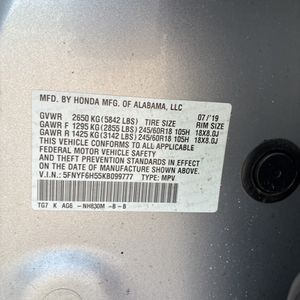 MFD. BY HONDA MFG. OF ALABAMA, LLC
GVWR 2650 KG (5842 LBS) TIRE SIZE 07/19 RIM SIZE
GAWR F 1295 KG (2855 LBS) 245/60R18 105H 18X8.0J
GAWR R 1425 KG (3142 LBS) 245/60R18 105H 18X8.0J
THIS VEHICLE CONFORMS TO ALL APPLICABLE
FEDERAL MOTOR VEHICLE SAFETY AND THEFT
PREVENTION STANDARDS IN EFFECT ON THE DATE
OF MANUFACTURE SHOWN ABOVE.
V.I.N.: 5FNYF6H55KB099777 TYPE: MPV
TG7 K AG6 -NH830M -B -B